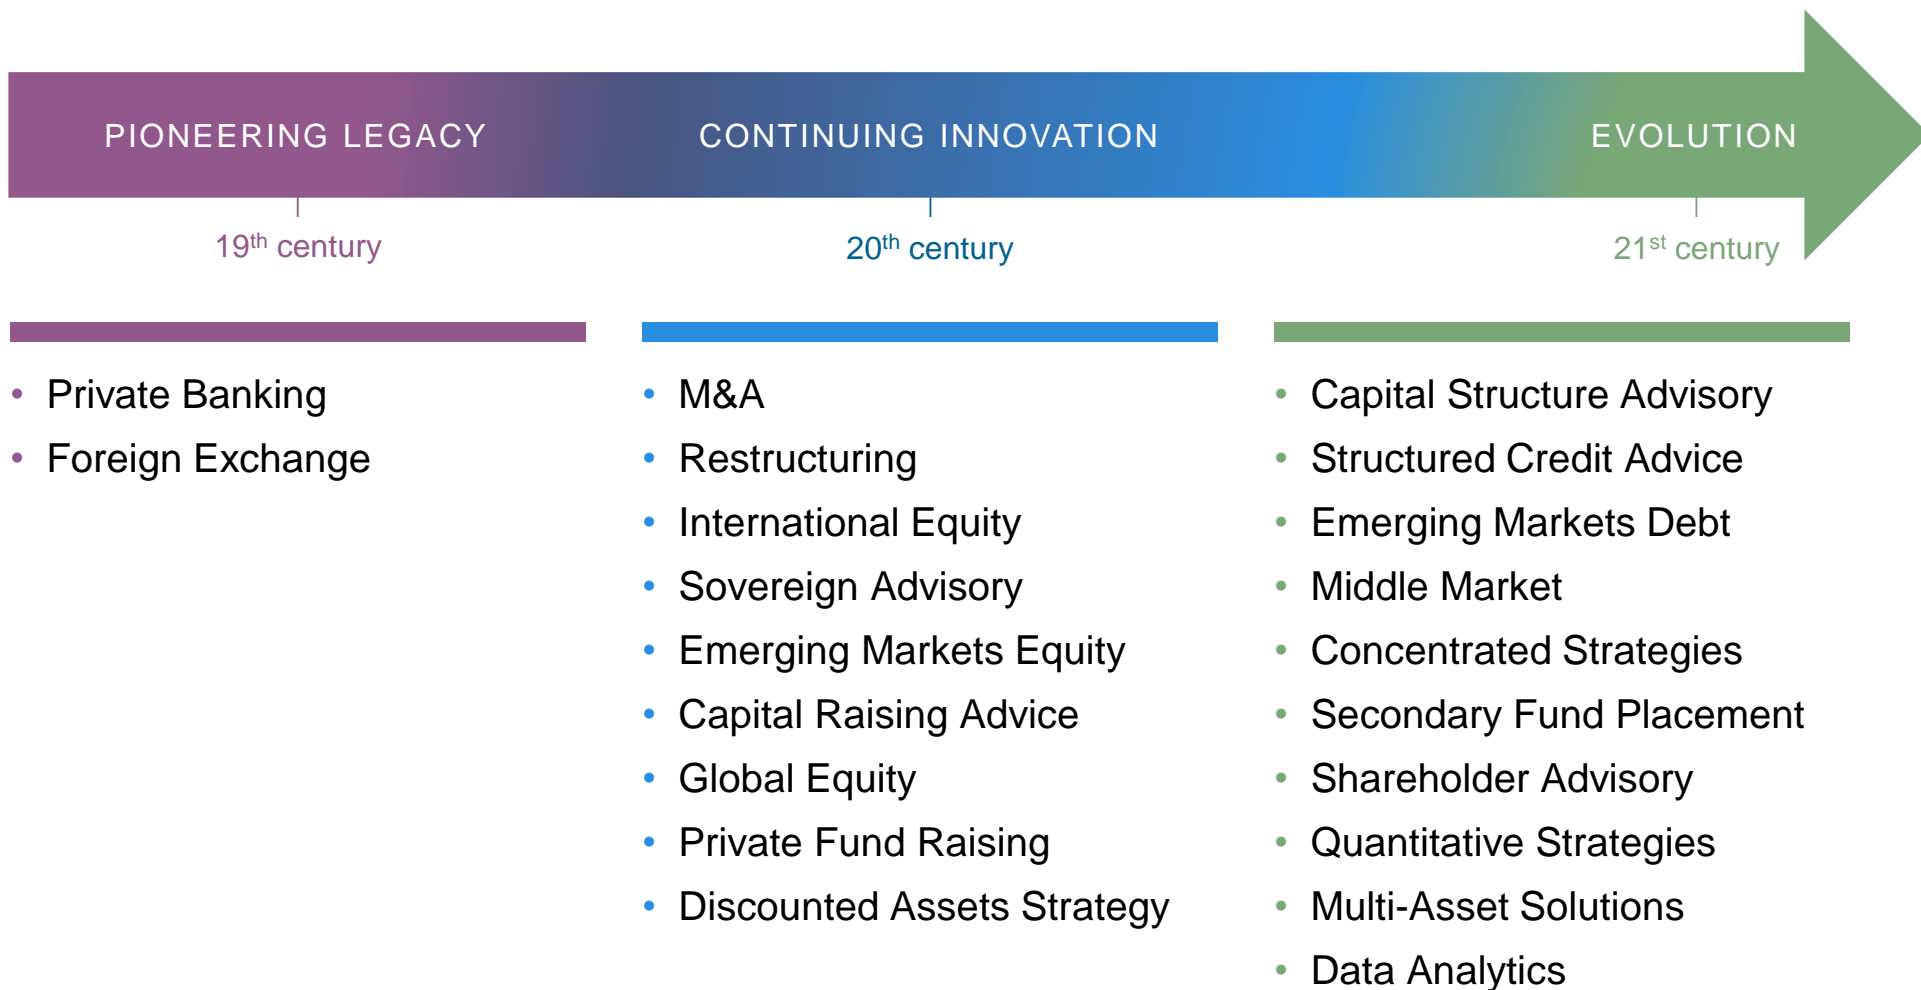 PIONEERING LEGACY
CONTINUING INNOVATION
EVOLUTION
19th century
20th century
21st century
• Private Banking
• Foreign Exchange
• M&A
• Restructuring
• International Equity
• Sovereign Advisory
• Emerging Markets Equity
• Capital Raising Advice
• Global Equity
• Private Fund Raising
• Discounted Assets Strategy
• Capital Structure Advisory
• Structured Credit Advice
• Emerging Markets Debt
• Middle Market
• Concentrated Strategies
• Secondary Fund Placement
• Shareholder Advisory
• Quantitative Strategies
• Multi-Asset Solutions
• Data Analytics